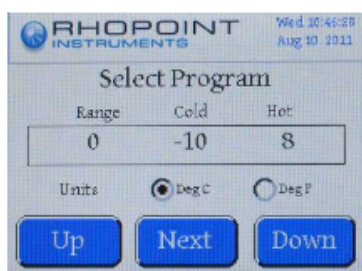 RHOPOINT
INSTRUMENTS
Wed 10:46:28
Aug 10 2011
Select Program
Range Cold Hot
0 -10 8
Units Deg C Deg F
Up Next Down